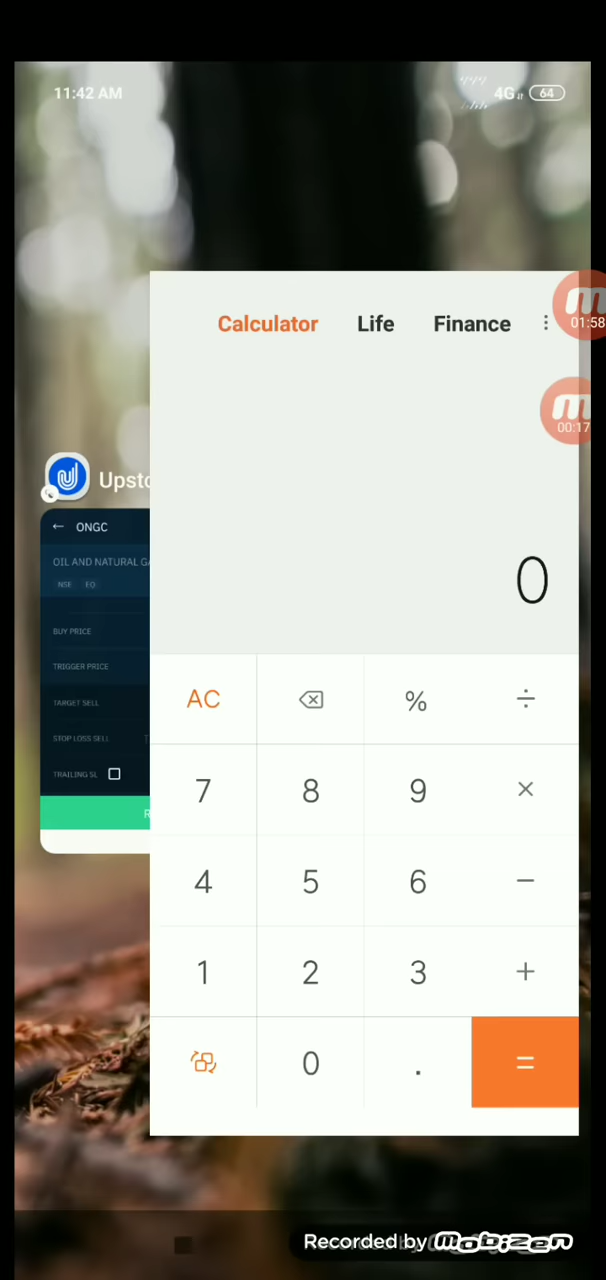 11:42 AM
4G 64
Calculator Life Finance
01:58
00:17
Upsto
ONGC
OIL AND NATURAL GA
NSE EQ
BUY PRICE
TRIGGER PRICE
TARGET SELL
STOP LOSS SELL T
TRAILING SL
R
0
AC % ÷
7 8 9 ×
4 5 6 −
1 2 3 +
0 . =
Recorded by mobizen